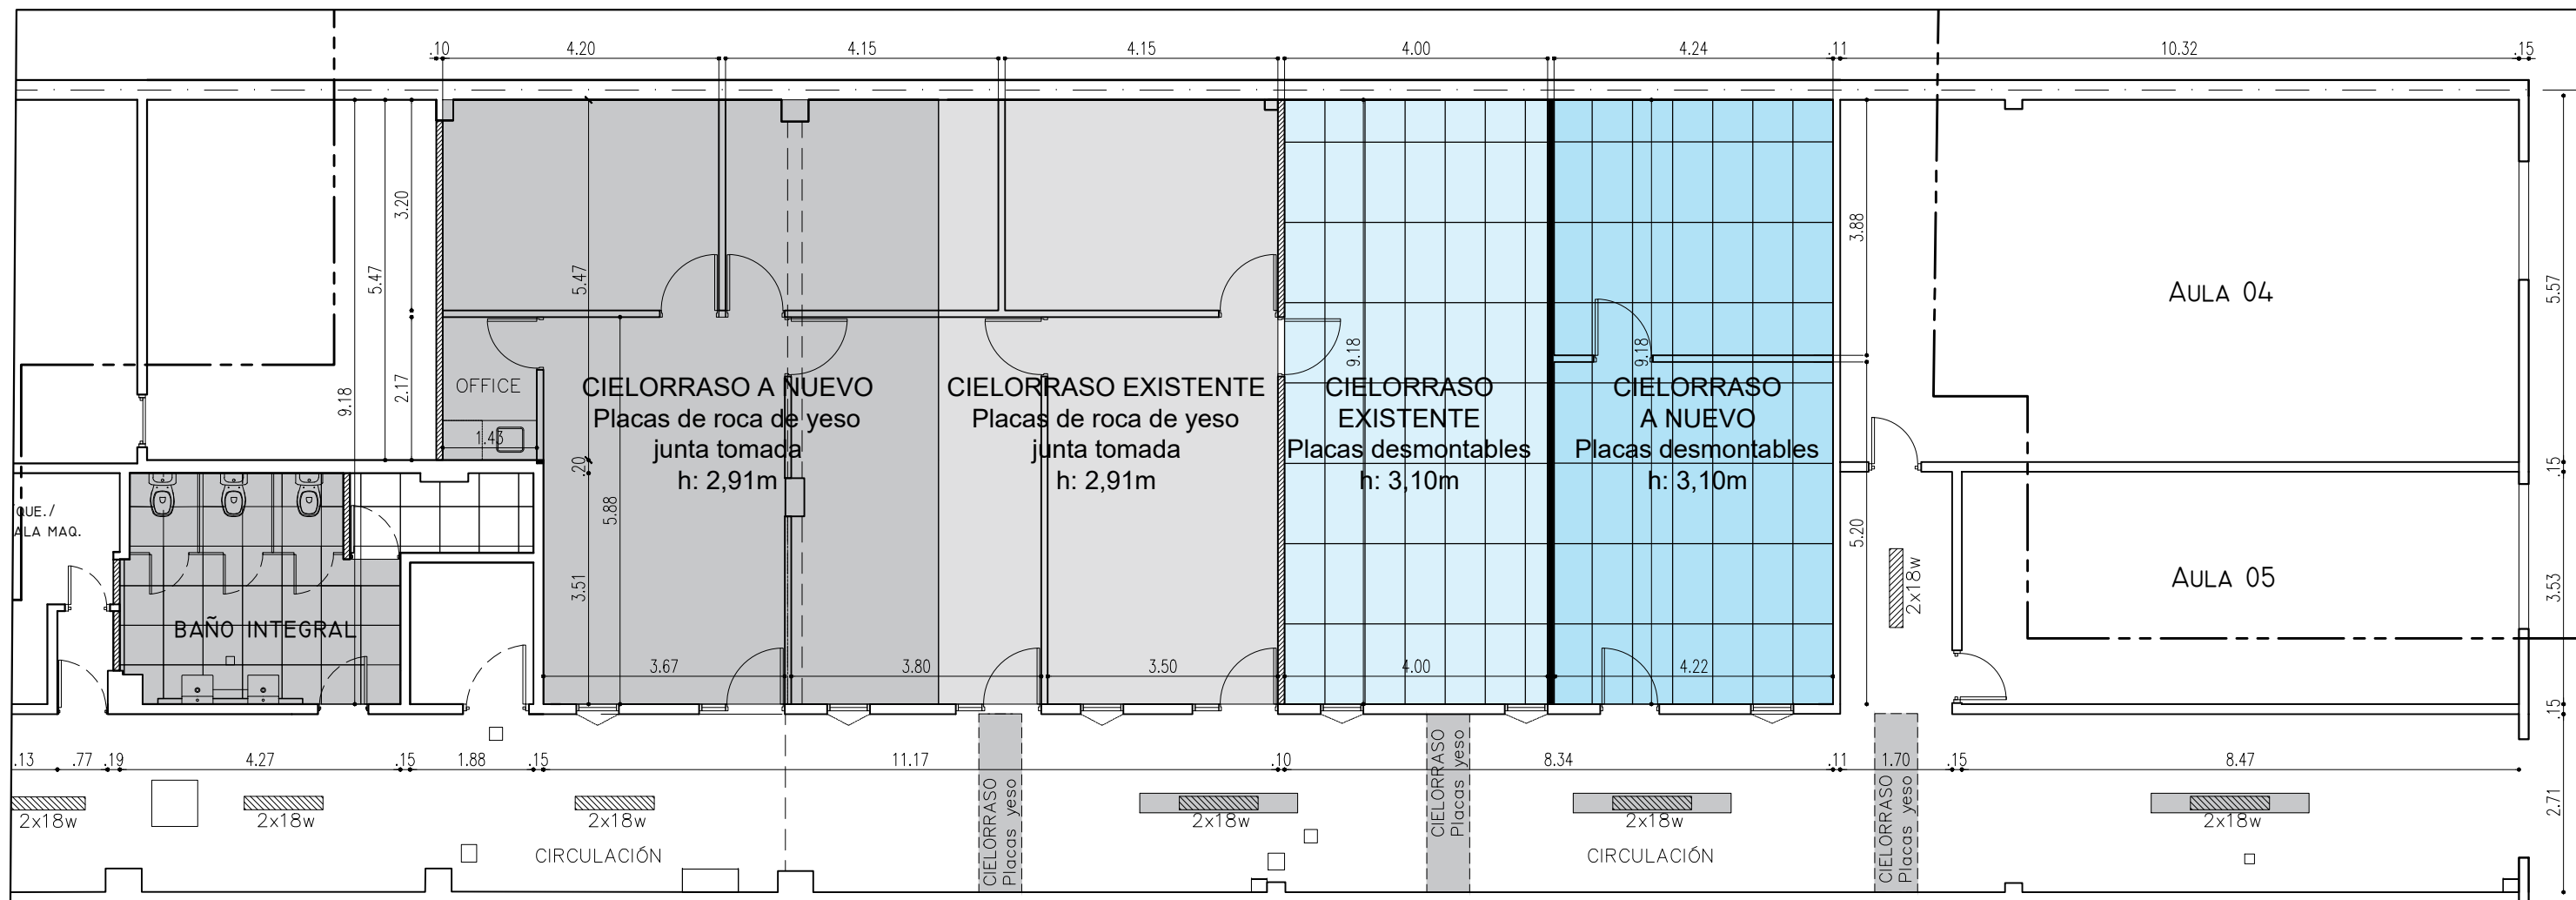 .10 4.20 4.15 4.15 4.00 4.24 .11 10.32 .15
3.20
5.47
5.47
9.18
2.17
OFFICE
1.43
CIELORRASO A NUEVO
Placas de roca de yeso
junta tomada
h: 2,91m
.20
5.88
3.51
CIELORRASO EXISTENTE
Placas de roca de yeso
junta tomada
h: 2,91m
9.18
CIELORRASO
EXISTENTE
Placas desmontables
h: 3,10m
9.18
CIELORRASO
A NUEVO
Placas desmontables
h: 3,10m
3.88
5.20
2x18w
AULA 04
AULA 05
5.57
.15
3.53
.15
2.71
QUE./
ALA MAQ.
BAÑO INTEGRAL
3.67 3.80 3.50 4.00 4.22
.13 .77 .19 4.27 .15 1.88 .15 11.17 .10 8.34 .11 1.70 .15 8.47
CIELORRASO
Placas yeso
CIELORRASO
Placas yeso
CIELORRASO
Placas yeso
2x18w 2x18w 2x18w 2x18w 2x18w 2x18w
CIRCULACIÓN CIRCULACIÓN